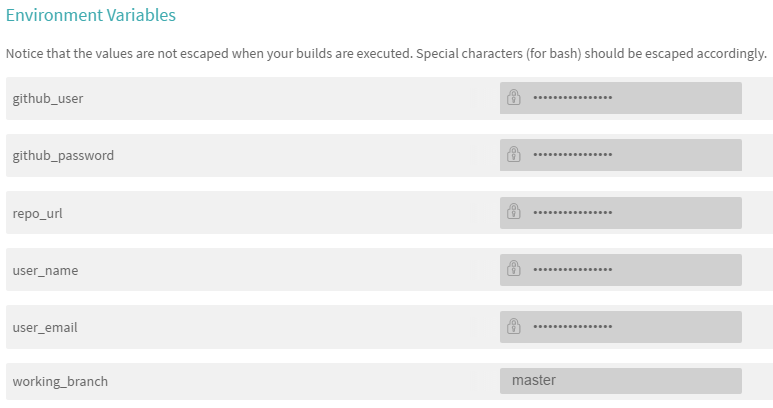 Environment Variables
Notice that the values are not escaped when your builds are executed. Special characters (for bash) should be escaped accordingly.
github_user ••••••••••••••••
github_password ••••••••••••••••
repo_url ••••••••••••••••
user_name ••••••••••••••••
user_email ••••••••••••••••
working_branch master